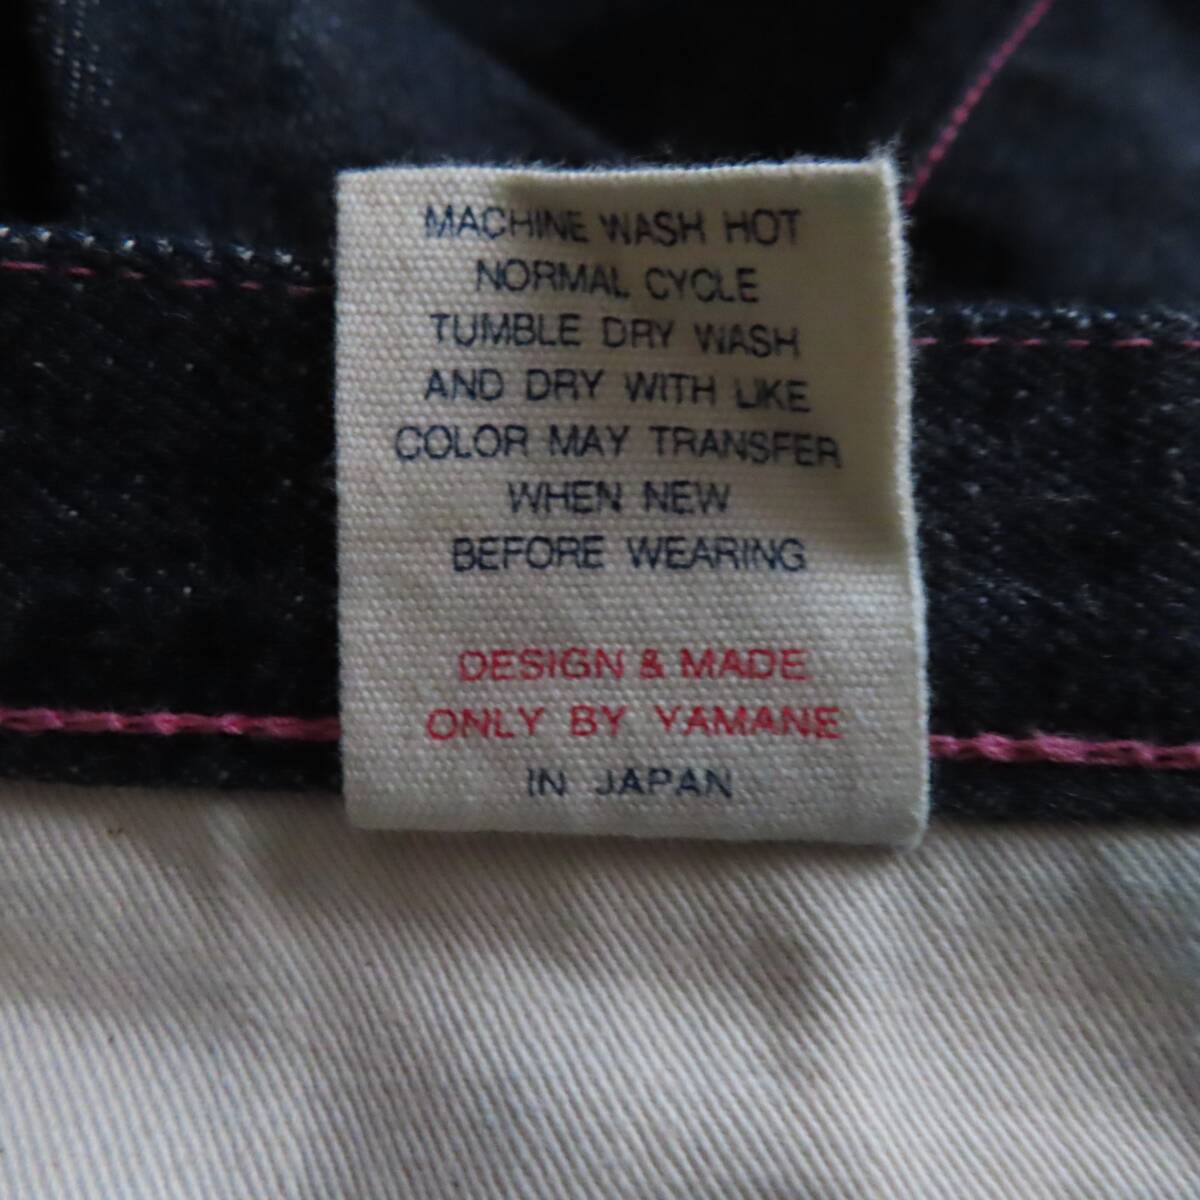 MACHINE WASH HOT
NORMAL CYCLE
TUMBLE DRY WASH
AND DRY WITH LIKE
COLOR MAY TRANSFER
WHEN NEW
BEFORE WEARING
DESIGN & MADE
ONLY BY YAMANE
IN JAPAN